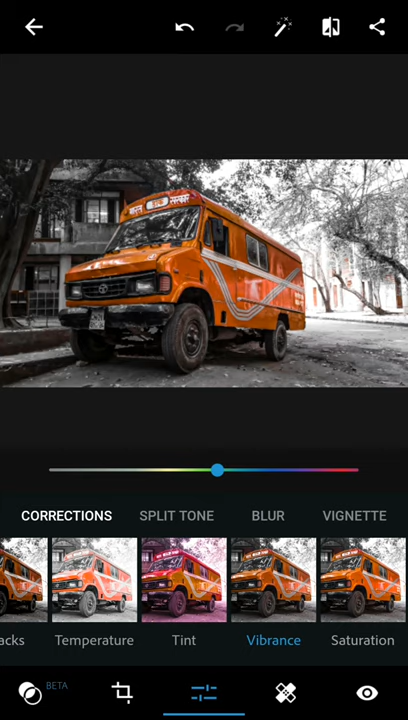 CORRECTIONS SPLIT TONE BLUR VIGNETTE
acks Temperature Tint Vibrance Saturation
BETA